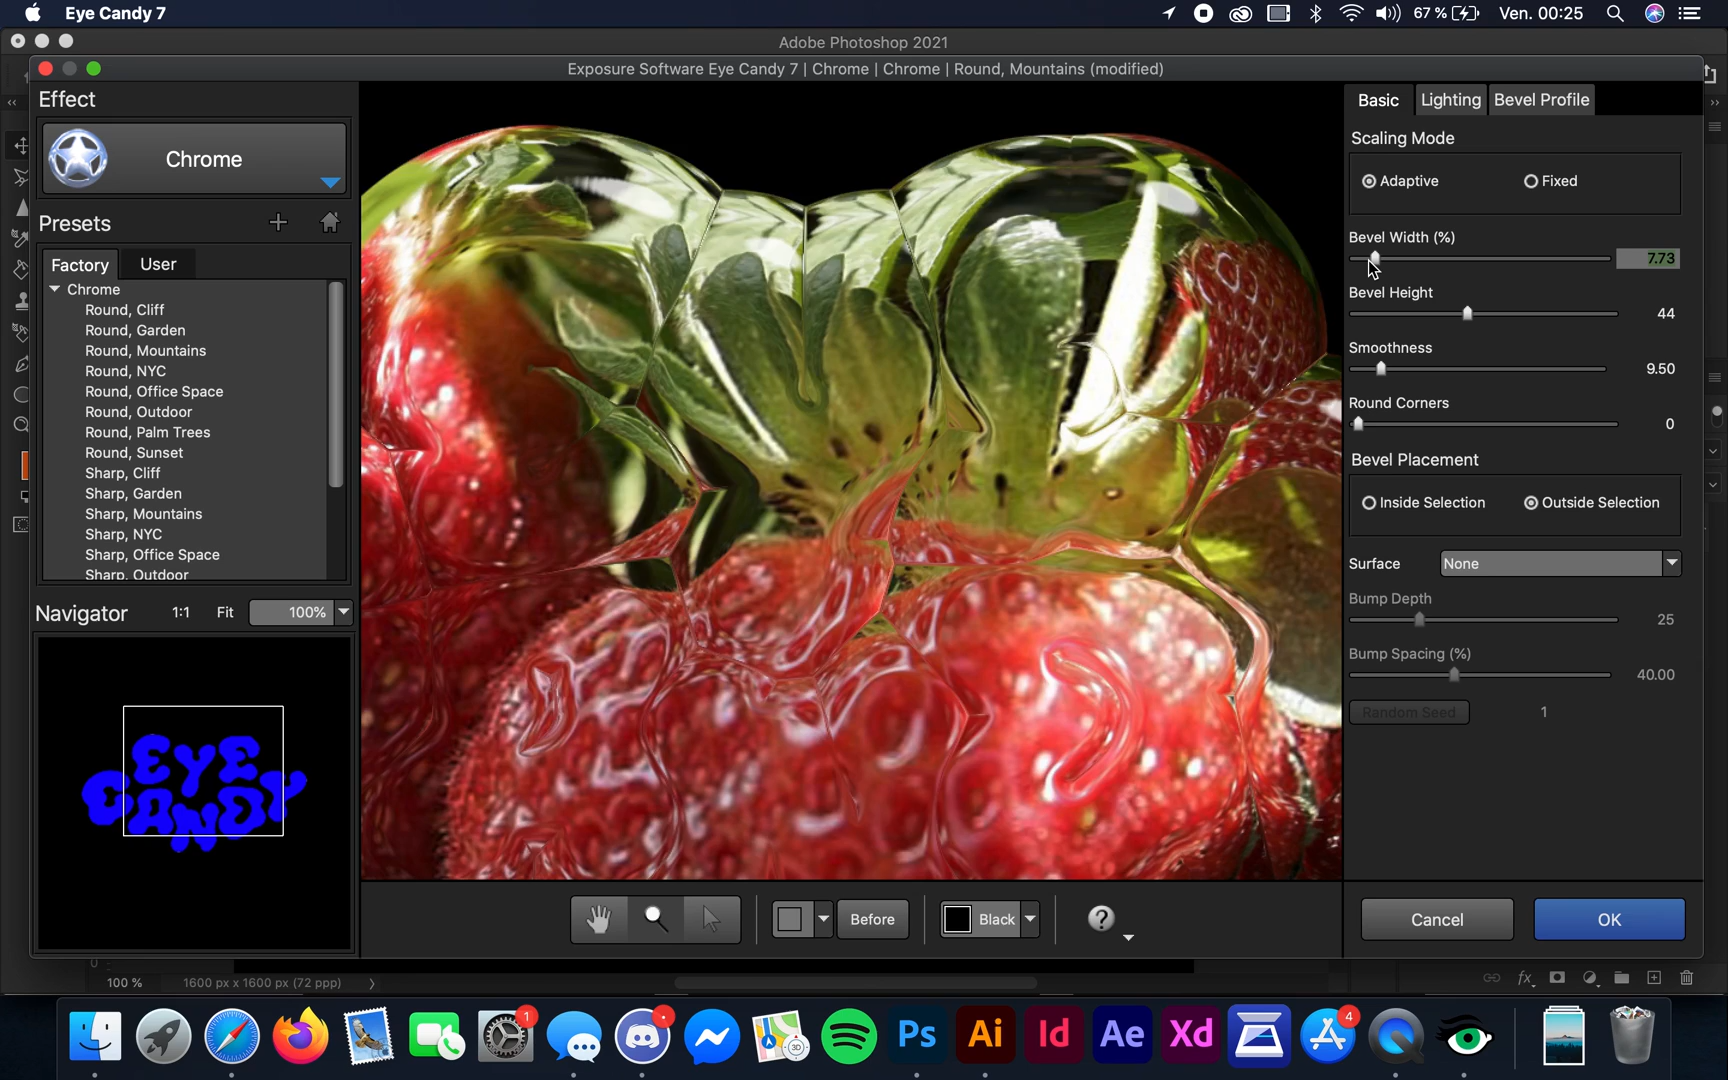 Eye Candy 7
67 %
Ven. 00:25
Adobe Photoshop 2021
Exposure Software Eye Candy 7 | Chrome | Chrome | Round, Mountains (modified)
Effect
Chrome
Presets
Factory
User
Chrome
Round, Cliff
Round, Garden
Round, Mountains
Round, NYC
Round, Office Space
Round, Outdoor
Round, Palm Trees
Round, Sunset
Sharp, Cliff
Sharp, Garden
Sharp, Mountains
Sharp, NYC
Sharp, Office Space
Sharp, Outdoor
Navigator
1:1
Fit
100%
EYE
CANDY
Basic
Lighting
Bevel Profile
Scaling Mode
Adaptive
Fixed
Bevel Width (%)
7.73
Bevel Height
44
Smoothness
9.50
Round Corners
0
Bevel Placement
Inside Selection
Outside Selection
Surface
None
Bump Depth
25
Bump Spacing (%)
40.00
Random Seed
1
Before
Black
?
Cancel
OK
0
100 %
1600 px x 1600 px (72 ppp)
fx
1
3D
Ps
Ai
Id
Ae
Xd
4